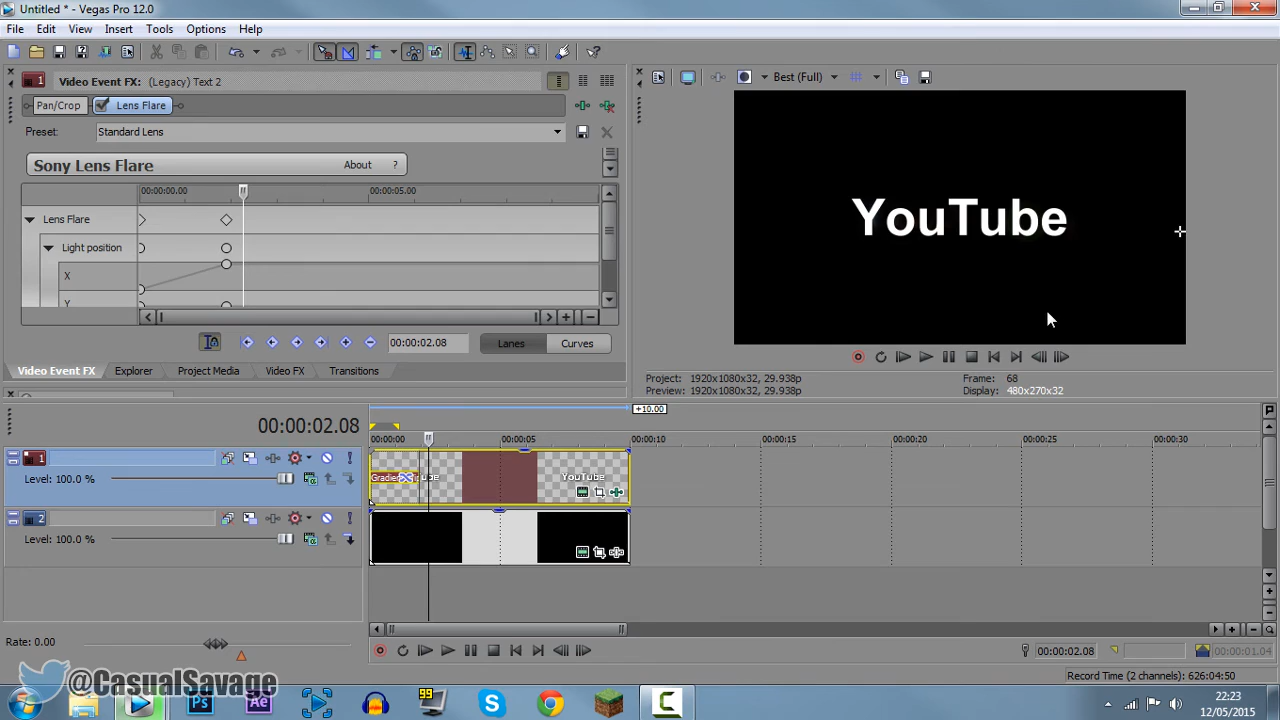 Untitled * - Vegas Pro 12.0
File Edit View Insert Tools Options Help
1 Video Event FX: (Legacy) Text 2
Pan/Crop Lens Flare
Preset: Standard Lens
Sony Lens Flare About ?
00:00:00.00 00:00:05.00
Lens Flare
Light position
X
Y
00:00:02.08 Lanes Curves
Video Event FX Explorer Project Media Video FX Transitions
Best (Full)
YouTube
Project: 1920x1080x32, 29.938p Frame: 68
Preview: 1920x1080x32, 29.938p Display: 480x270x32
+10.00
00:00:02.08
00:00:00 00:00:05 00:00:10 00:00:15 00:00:20 00:00:25 00:00:30
1
Level: 100.0 %
YouTube
2
Level: 100.0 %
Rate: 0.00
00:00:02.08 00:00:01.04
Record Time (2 channels): 626:04:50
@CasualSavage
Ps Ae 99
22:23
12/05/2015